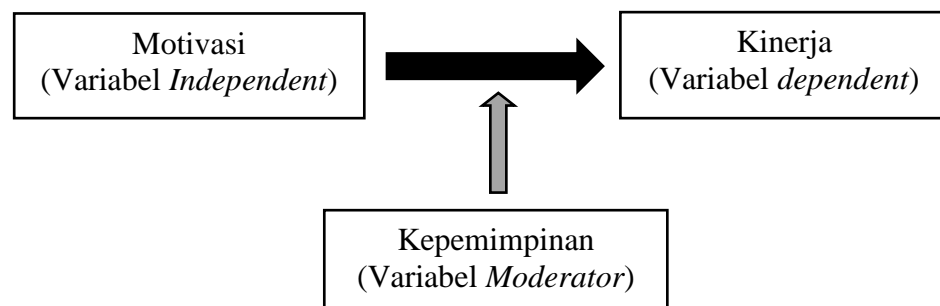 Motivasi
(Variabel Independent)
Kinerja
(Variabel dependent)
Kepemimpinan
(Variabel Moderator)